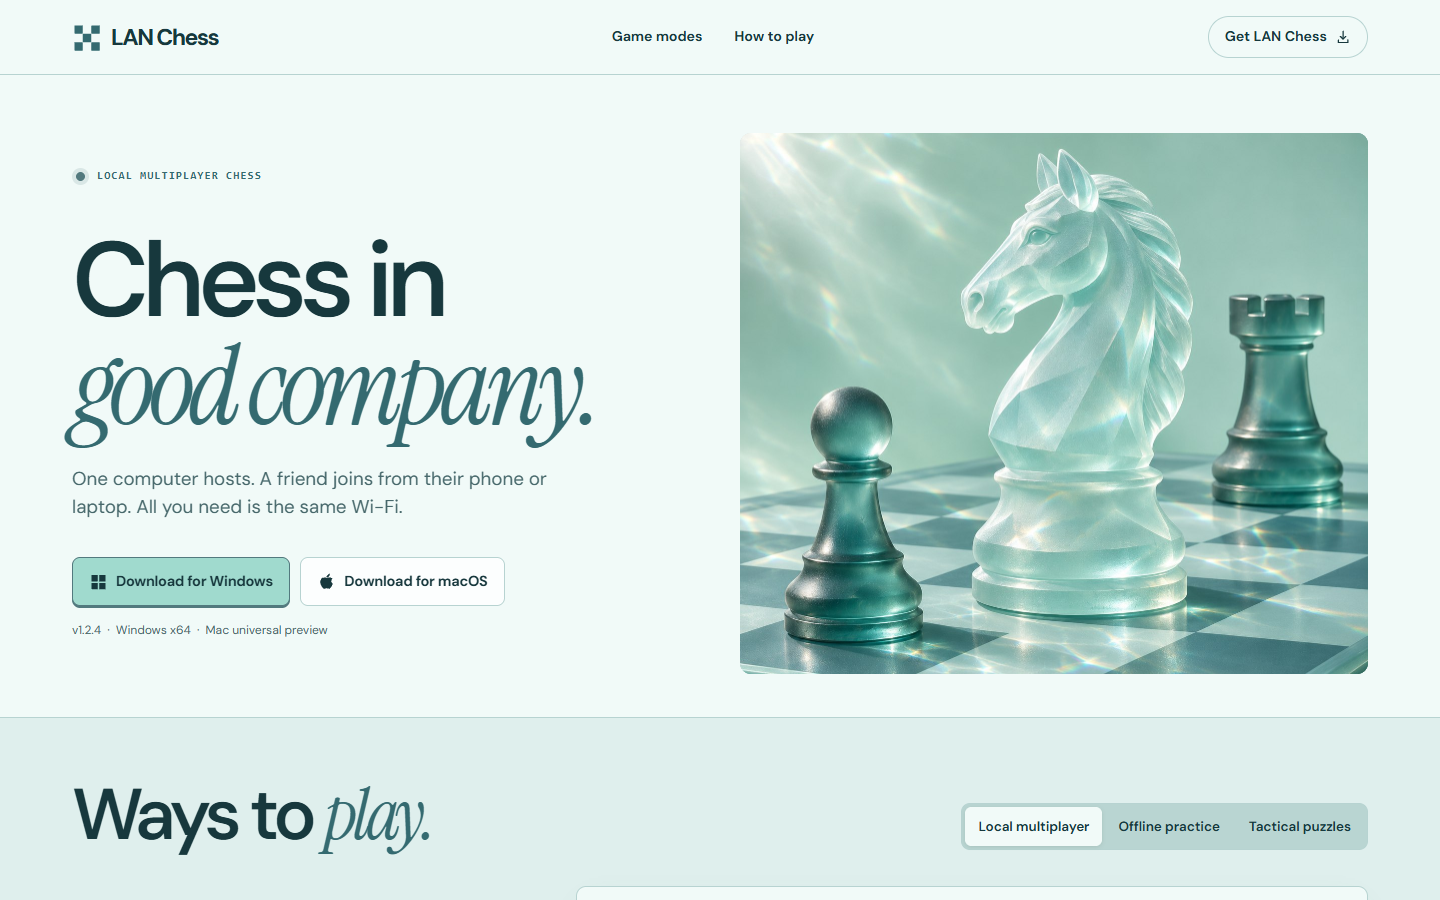 LAN Chess
Game modes
How to play
Get LAN Chess
LOCAL MULTIPLAYER CHESS
Chess in
good company.
One computer hosts. A friend joins from their phone or
laptop. All you need is the same Wi-Fi.
Download for Windows
Download for macOS
v1.2.4 · Windows x64 · Mac universal preview
Ways to play.
Local multiplayer
Offline practice
Tactical puzzles